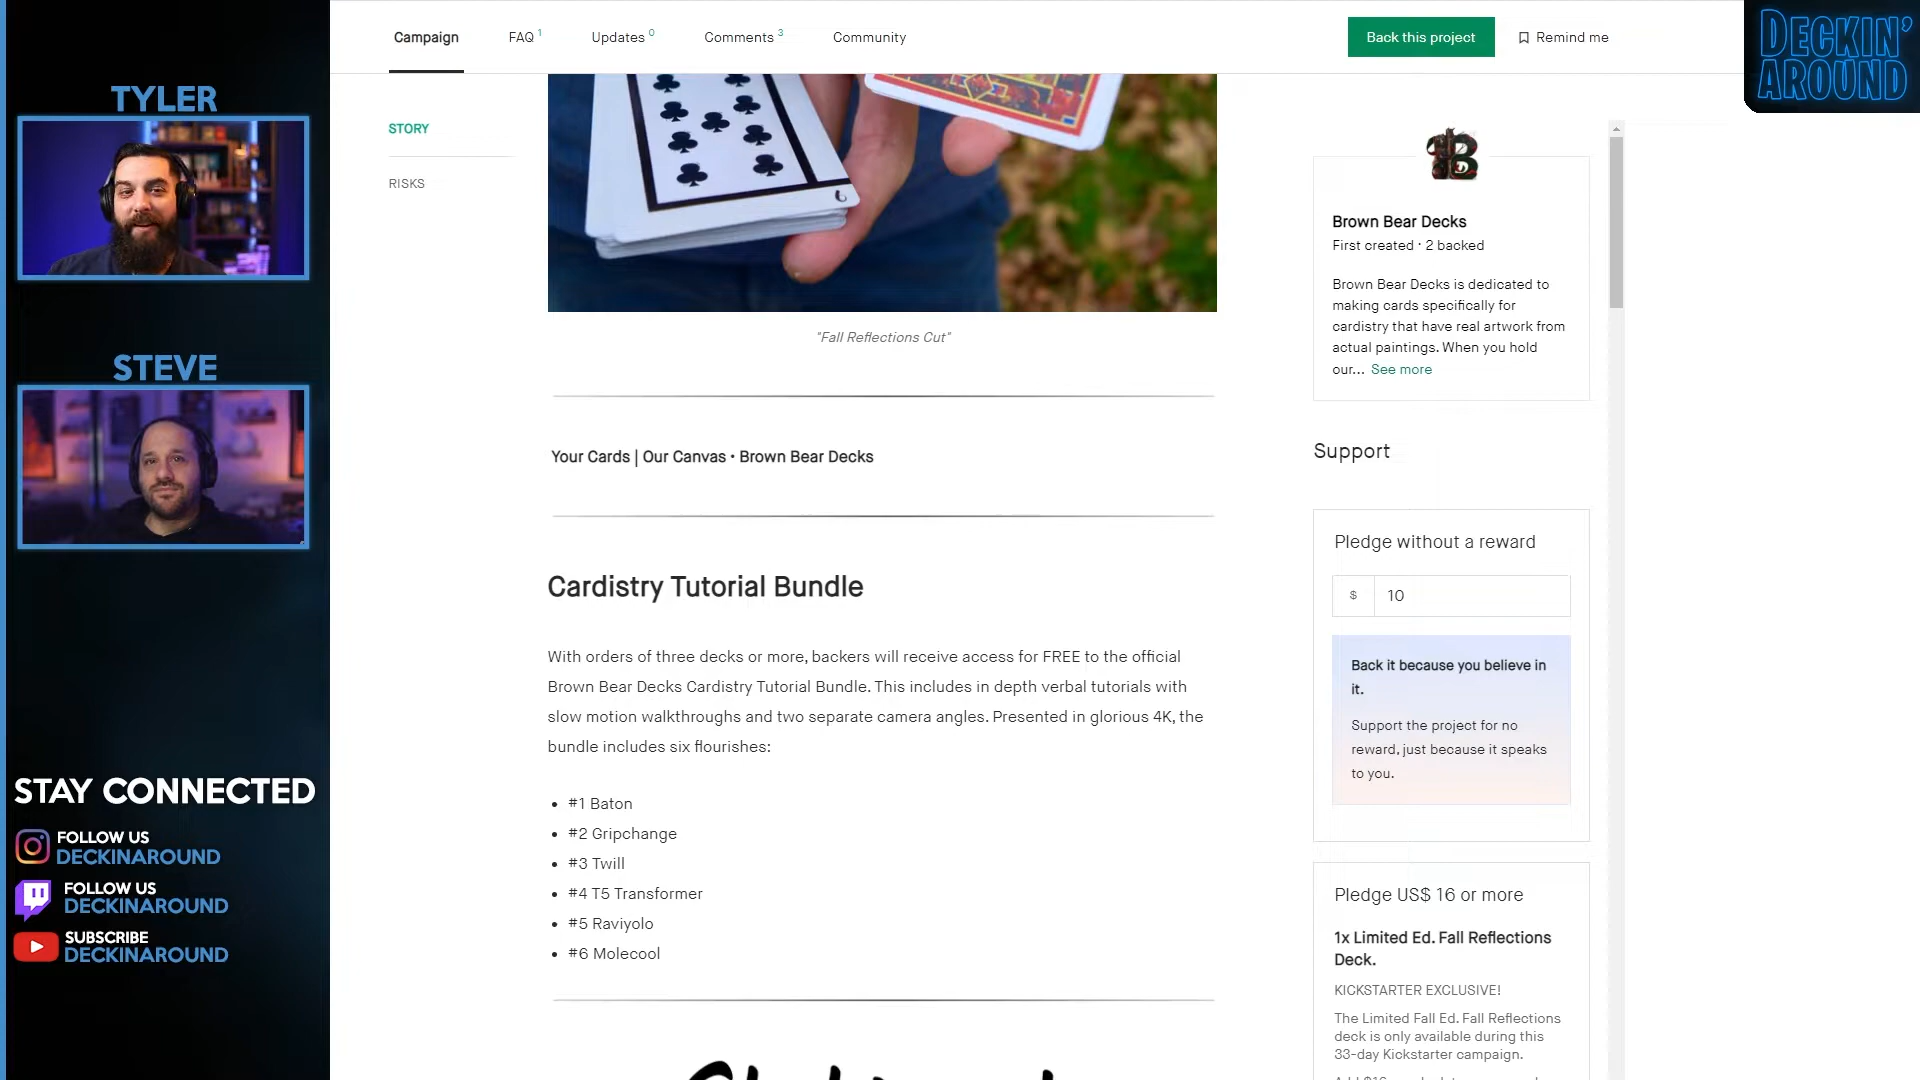 TYLER
STEVE
STAY CONNECTED
FOLLOW US
DECKINAROUND
FOLLOW US
DECKINAROUND
SUBSCRIBE
DECKINAROUND
Campaign
FAQ 1
Updates 0
Comments 3
Community
Back this project
Remind me
DECKIN'
AROUND
STORY
RISKS
"Fall Reflections Cut"
Your Cards | Our Canvas • Brown Bear Decks
Cardistry Tutorial Bundle
With orders of three decks or more, backers will receive access for FREE to the official
Brown Bear Decks Cardistry Tutorial Bundle. This includes in depth verbal tutorials with
slow motion walkthroughs and two separate camera angles. Presented in glorious 4K, the
bundle includes six flourishes:
• #1 Baton
• #2 Gripchange
• #3 Twill
• #4 T5 Transformer
• #5 Raviyolo
• #6 Molecool
Brown Bear Decks
First created · 2 backed
Brown Bear Decks is dedicated to
making cards specifically for
cardistry that have real artwork from
actual paintings. When you hold
our... See more
Support
Pledge without a reward
$ 10
Back it because you believe in
it.
Support the project for no
reward, just because it speaks
to you.
Pledge US$ 16 or more
1x Limited Ed. Fall Reflections
Deck.
KICKSTARTER EXCLUSIVE!
The Limited Fall Ed. Fall Reflections
deck is only available during this
33-day Kickstarter campaign.